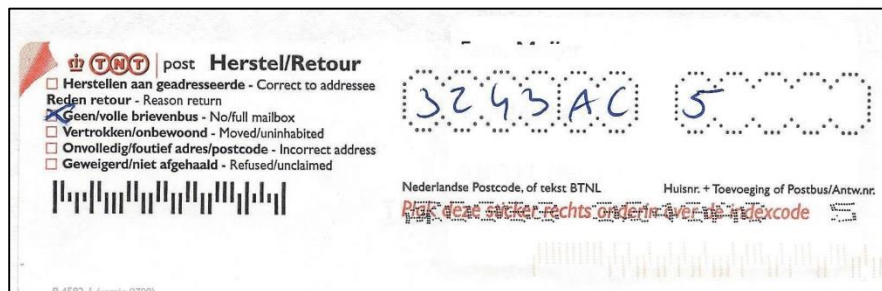 TNT post Herstel/Retour
Herstellen aan geadresseerde - Correct to addressee
Reden retour - Reason return
Geen/volle brievenbus - No/full mailbox
Vertrokken/onbewoond - Moved/uninhabited
Onvolledig/foutief adres/postcode - Incorrect address
Geweigerd/niet afgehaald - Refused/unclaimed
3243AC 5
Nederlandse Postcode, of tekst BTNL Huisnr. + Toevoeging of Postbus/Antw.nr.
Plak deze sticker rechts onderin over de indexcode 5